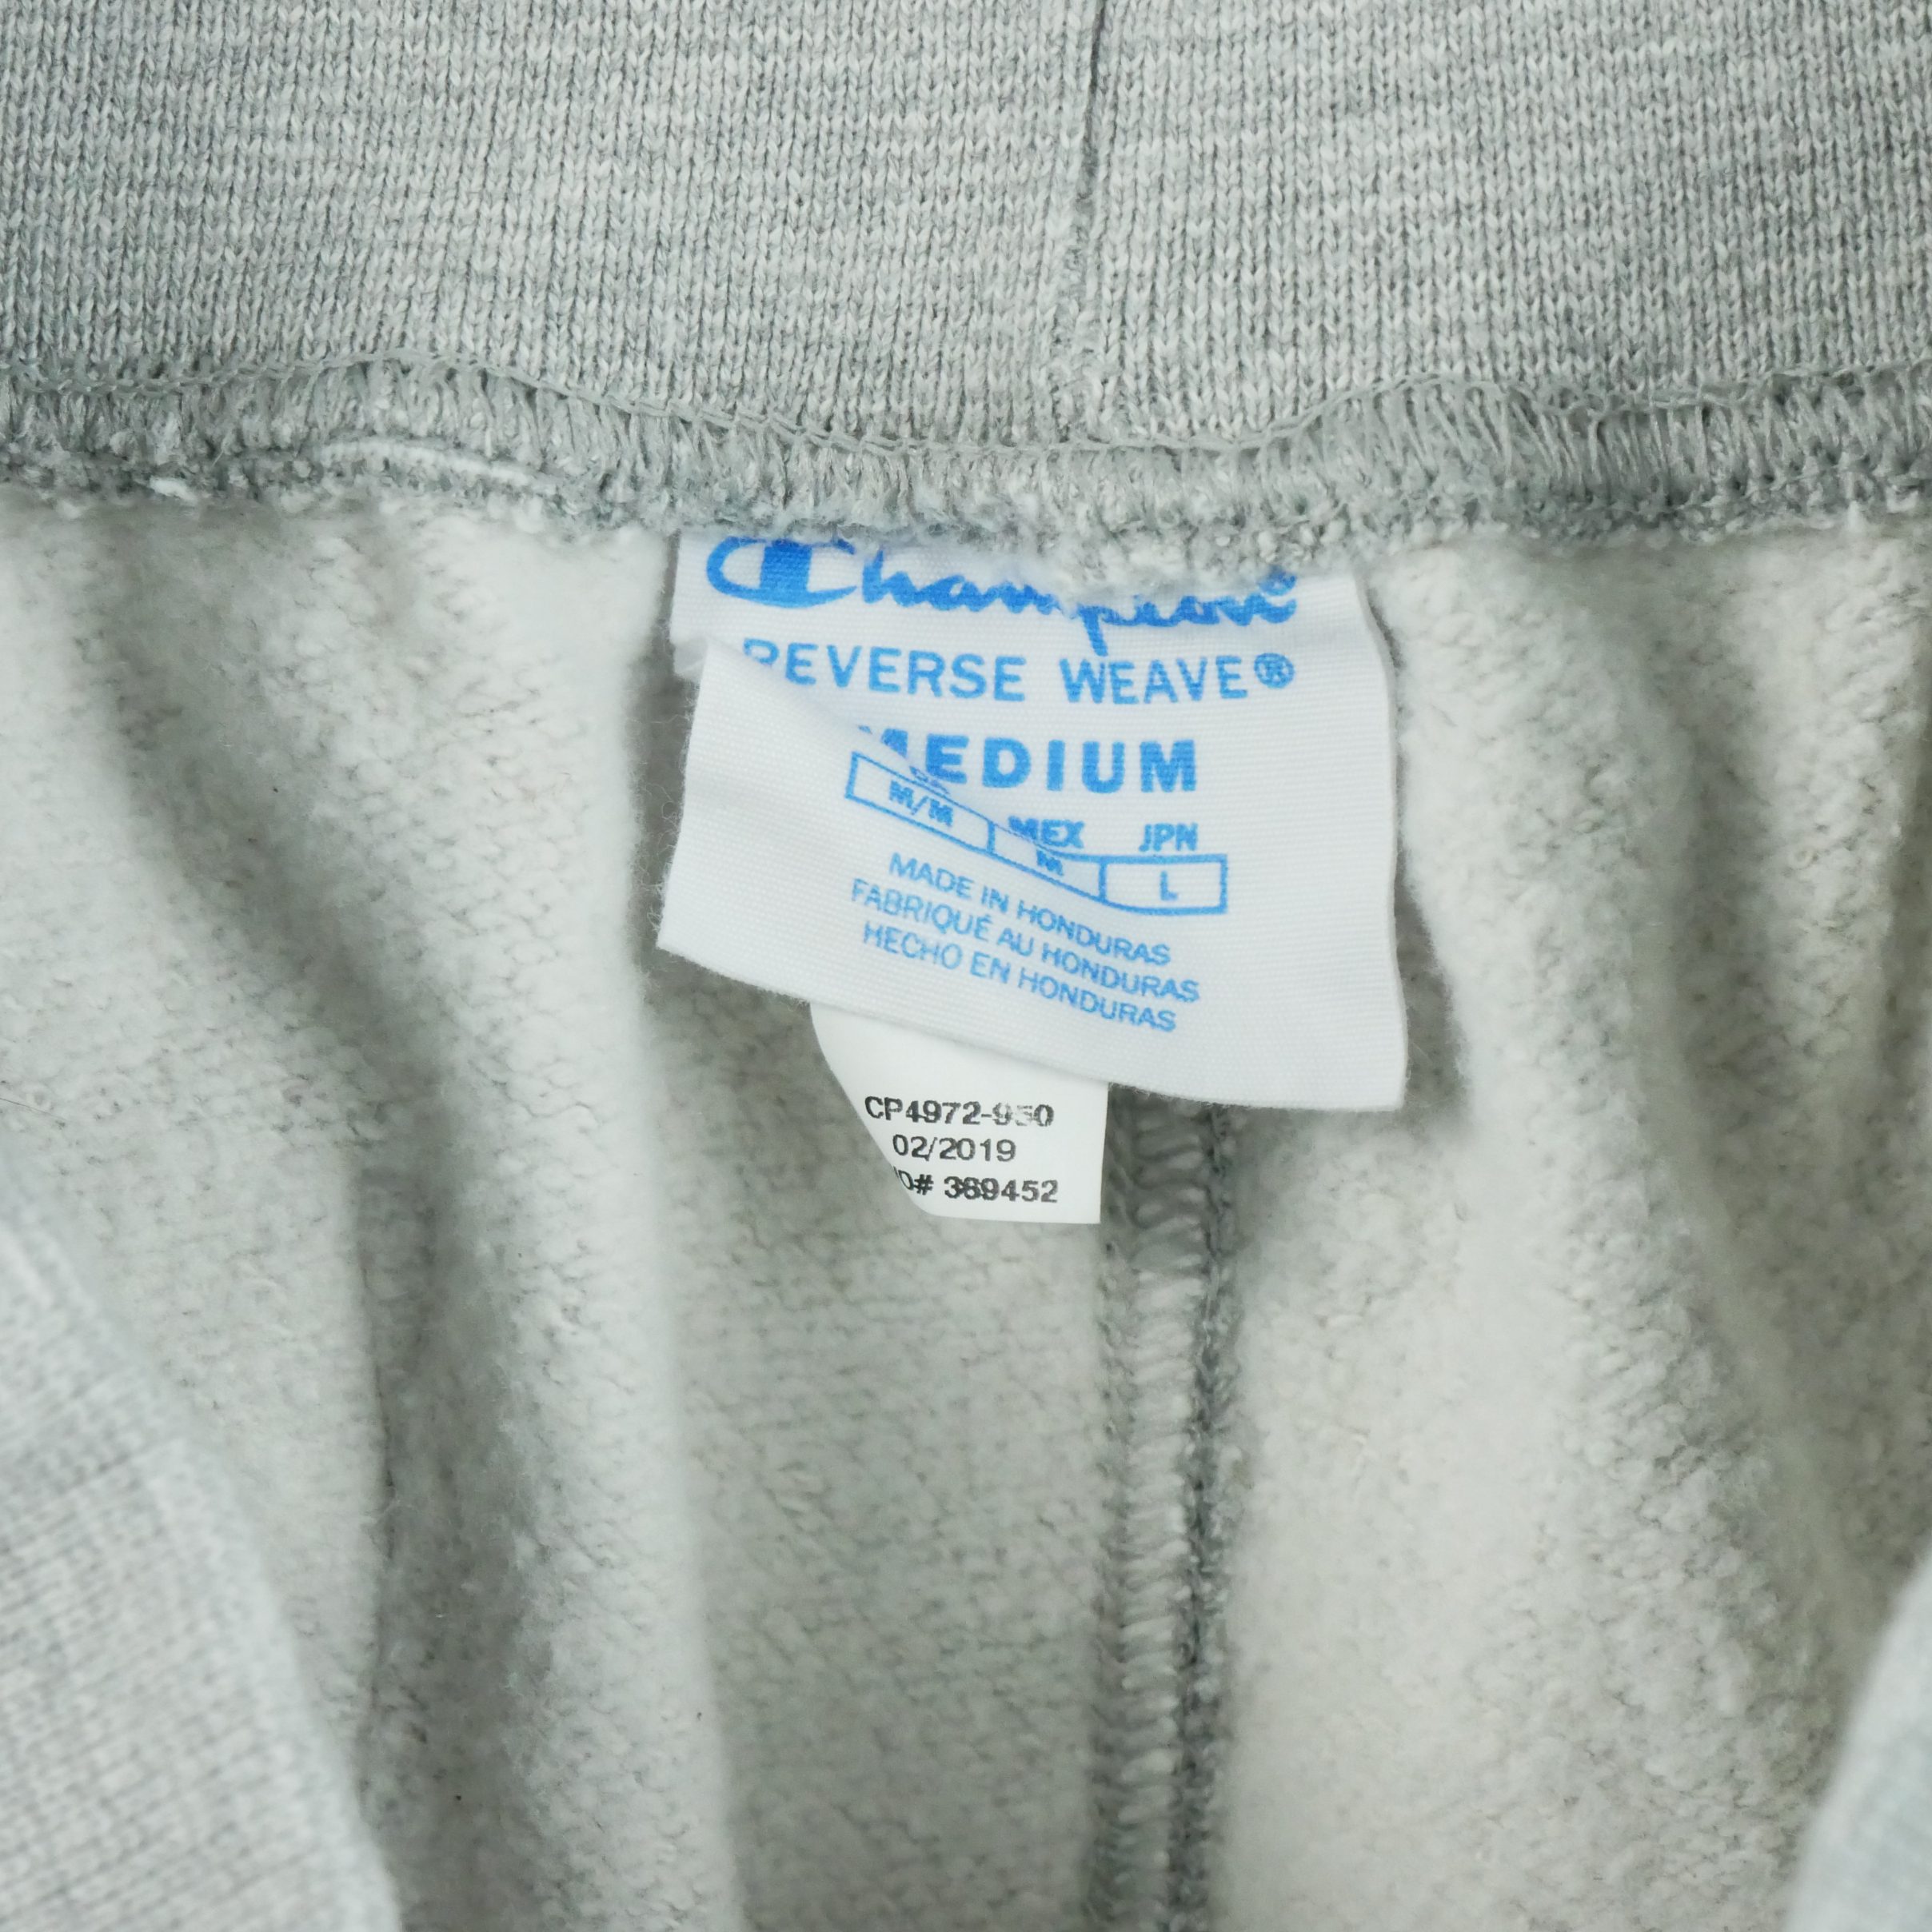 Champion®
REVERSE WEAVE®
MEDIUM
MEX JPN
M/M M L
MADE IN HONDURAS
FABRIQUÉ AU HONDURAS
HECHO EN HONDURAS
CP4972-950
02/2019
369452